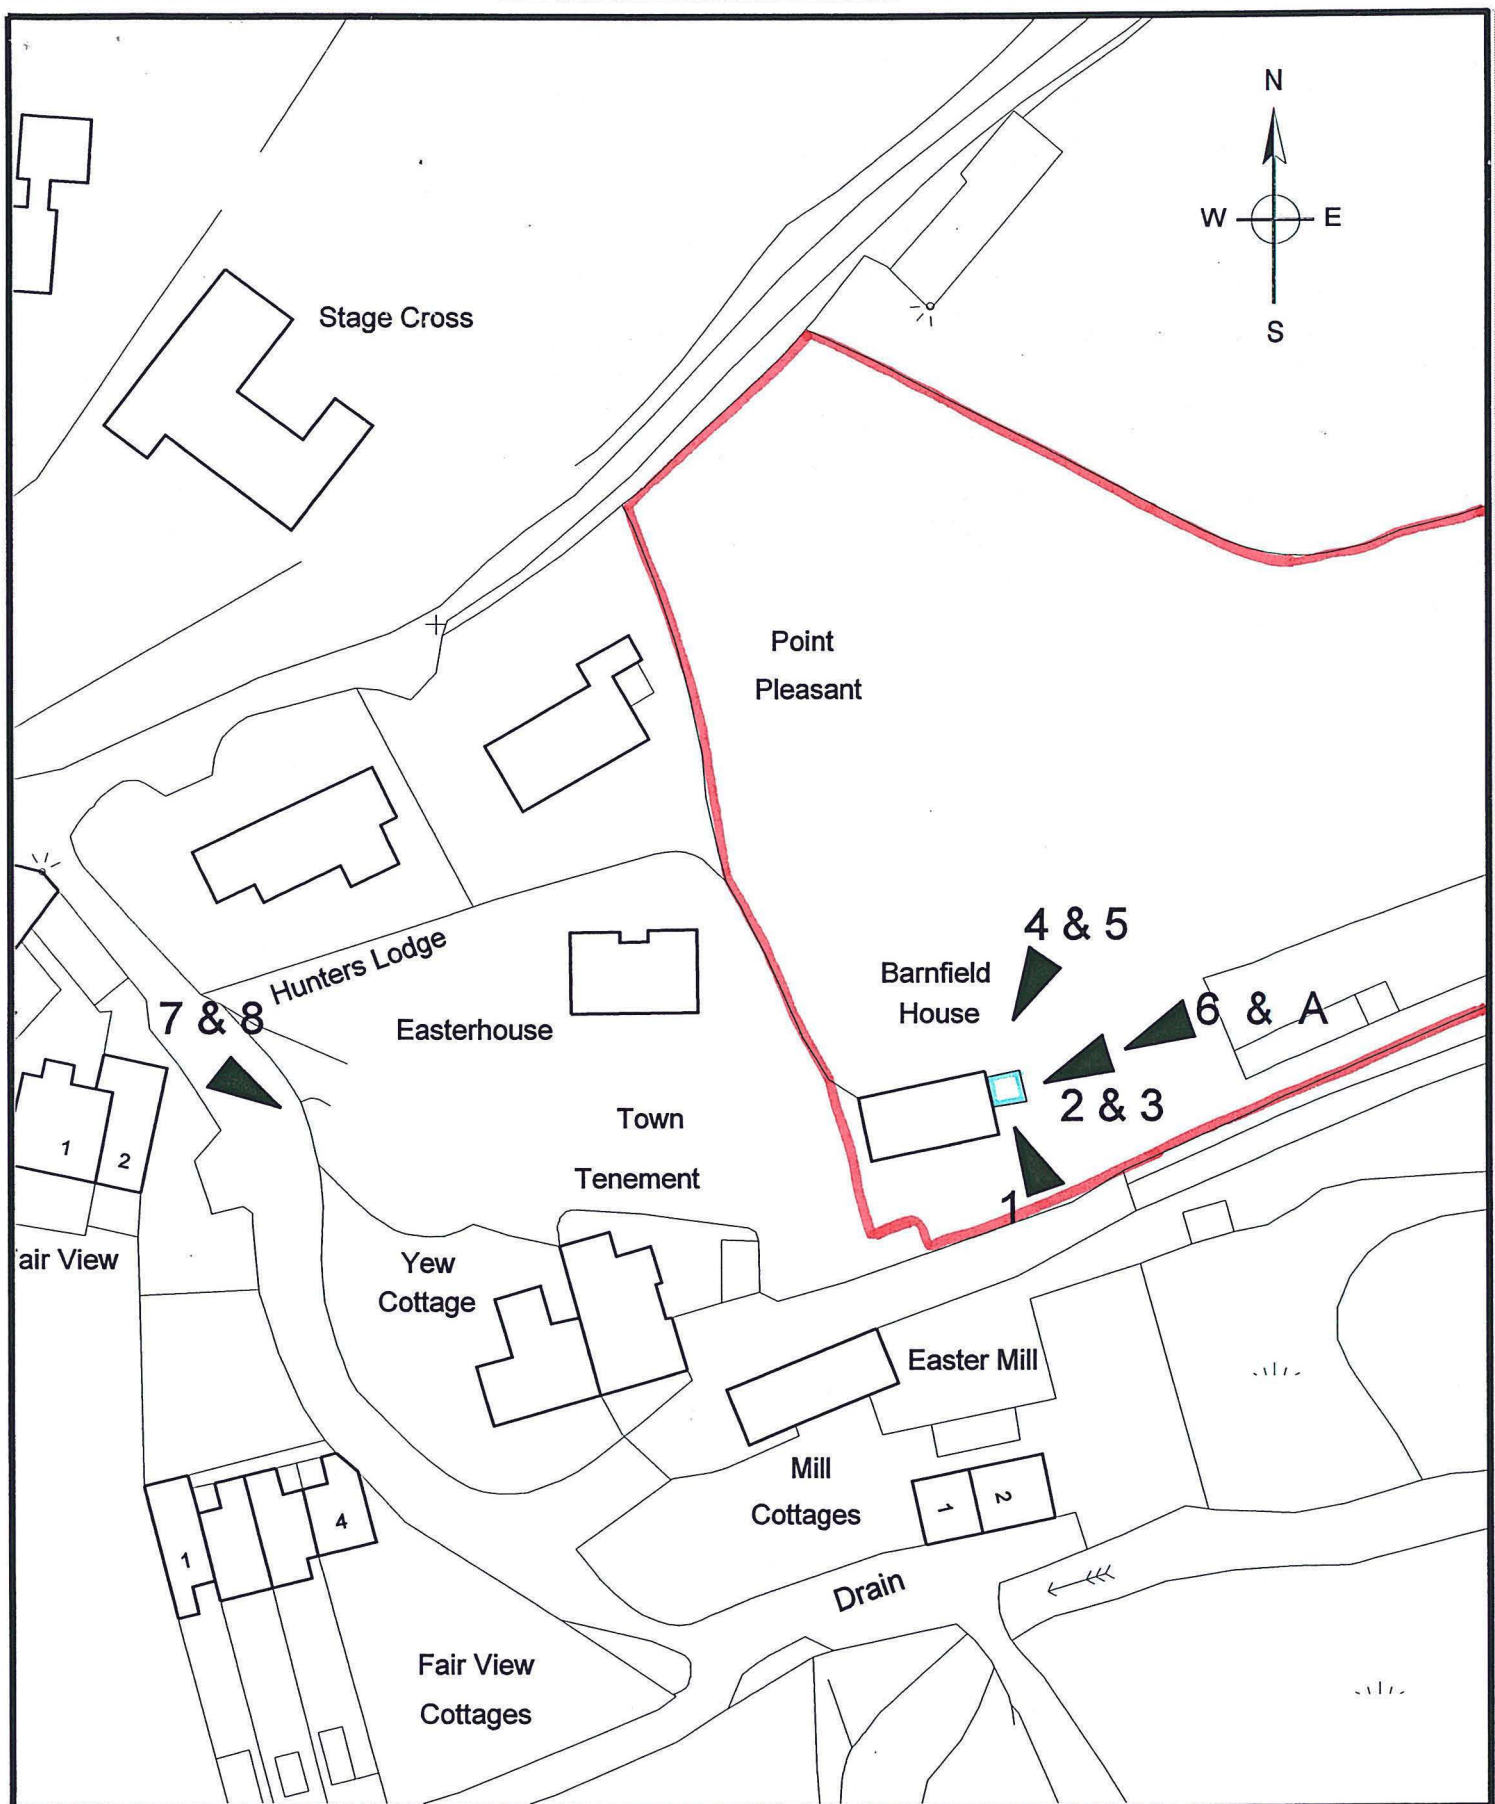 N
W E
S
Stage Cross
Point
Pleasant
4 & 5
Hunters Lodge
Barnfield
House
6 & A
7 & 8
Easterhouse
2 & 3
Town
Tenement
1
2
1
air View
Yew
Cottage
Easter Mill
Mill
Cottages
1
2
4
1
Drain
Fair View
Cottages